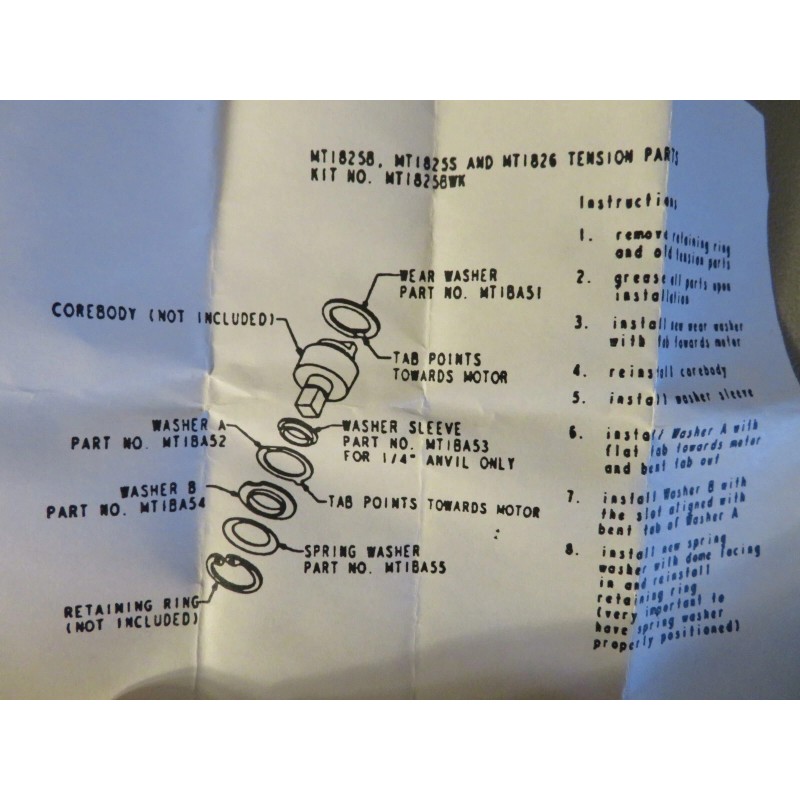 MT1825B, MT1825S AND MT1826 TENSION PARTS
KIT NO. MT1825BWK
WEAR WASHER
PART NO. MT1BA51
COREBODY (NOT INCLUDED)
TAB POINTS
TOWARDS MOTOR
WASHER A
PART NO. MT1BA52
WASHER SLEEVE
PART NO. MT1BA53
FOR 1/4" ANVIL ONLY
WASHER B
PART NO. MT1BA54
TAB POINTS TOWARDS MOTOR
SPRING WASHER
PART NO. MT1BA55
RETAINING RING
(NOT INCLUDED)
Instructions
1. remove retaining ring
and old tension parts
2. grease all parts upon
installation
3. install new wear washer
with tab towards motor
4. reinstall corebody
5. install washer sleeve
6. install Washer A with
flat tab towards motor
and bent tab out
7. install Washer B with
the slot aligned with
bent tab of Washer A
8. install new spring
washer with dome facing
in and reinstall
retaining ring
(very important to
have spring washer
properly positioned)